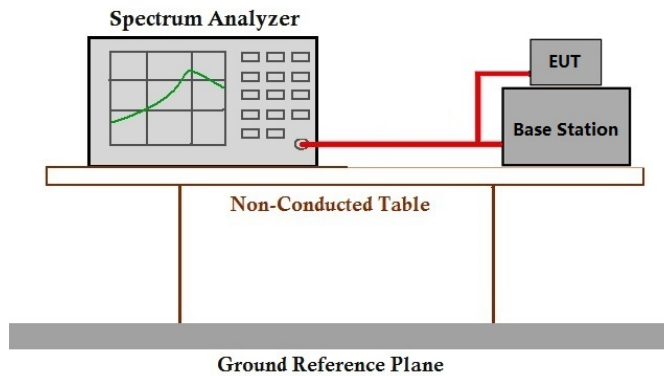 Spectrum Analyzer
EUT
Base Station
Non-Conducted Table
Ground Reference Plane